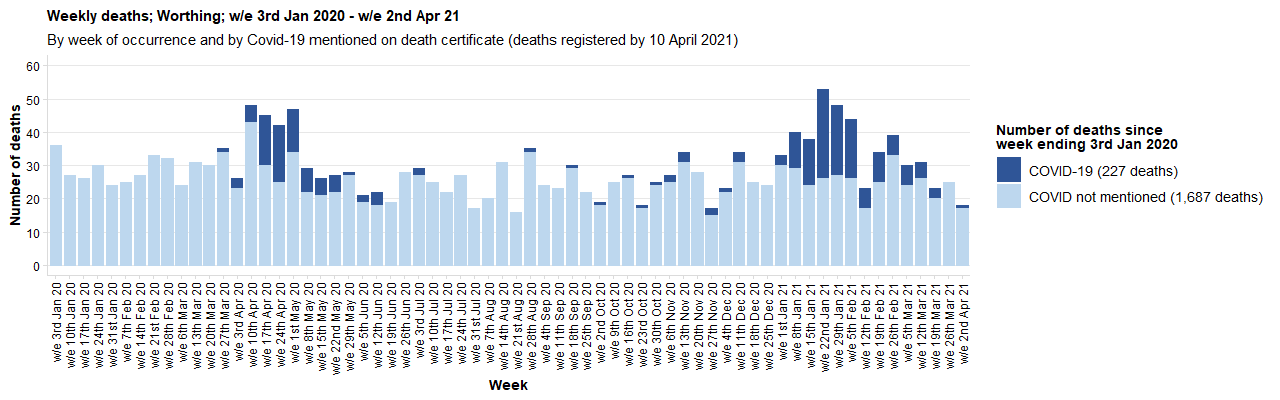 Weekly deaths; Worthing; w/e 3rd Jan 2020 - w/e 2nd Apr 21
By week of occurrence and by Covid-19 mentioned on death certificate (deaths registered by 10 April 2021)
Number of deaths
60
50
40
30
20
10
0
w/e 3rd Jan 20
w/e 10th Jan 20
w/e 17th Jan 20
w/e 24th Jan 20
w/e 31st Jan 20
w/e 7th Feb 20
w/e 14th Feb 20
w/e 21st Feb 20
w/e 28th Feb 20
w/e 6th Mar 20
w/e 13th Mar 20
w/e 20th Mar 20
w/e 27th Mar 20
w/e 3rd Apr 20
w/e 10th Apr 20
w/e 17th Apr 20
w/e 24th Apr 20
w/e 1st May 20
w/e 8th May 20
w/e 15th May 20
w/e 22nd May 20
w/e 29th May 20
w/e 5th Jun 20
w/e 12th Jun 20
w/e 19th Jun 20
w/e 26th Jun 20
w/e 3rd Jul 20
w/e 10th Jul 20
w/e 17th Jul 20
w/e 24th Jul 20
w/e 31st Jul 20
w/e 7th Aug 20
w/e 14th Aug 20
w/e 21st Aug 20
w/e 28th Aug 20
w/e 4th Sep 20
w/e 11th Sep 20
w/e 18th Sep 20
w/e 25th Sep 20
w/e 2nd Oct 20
w/e 9th Oct 20
w/e 16th Oct 20
w/e 23rd Oct 20
w/e 30th Oct 20
w/e 6th Nov 20
w/e 13th Nov 20
w/e 20th Nov 20
w/e 27th Nov 20
w/e 4th Dec 20
w/e 11th Dec 20
w/e 18th Dec 20
w/e 25th Dec 20
w/e 1st Jan 21
w/e 8th Jan 21
w/e 15th Jan 21
w/e 22nd Jan 21
w/e 29th Jan 21
w/e 5th Feb 21
w/e 12th Feb 21
w/e 19th Feb 21
w/e 26th Feb 21
w/e 5th Mar 21
w/e 12th Mar 21
w/e 19th Mar 21
w/e 26th Mar 21
w/e 2nd Apr 21
Week
Number of deaths since
week ending 3rd Jan 2020
COVID-19 (227 deaths)
COVID not mentioned (1,687 deaths)